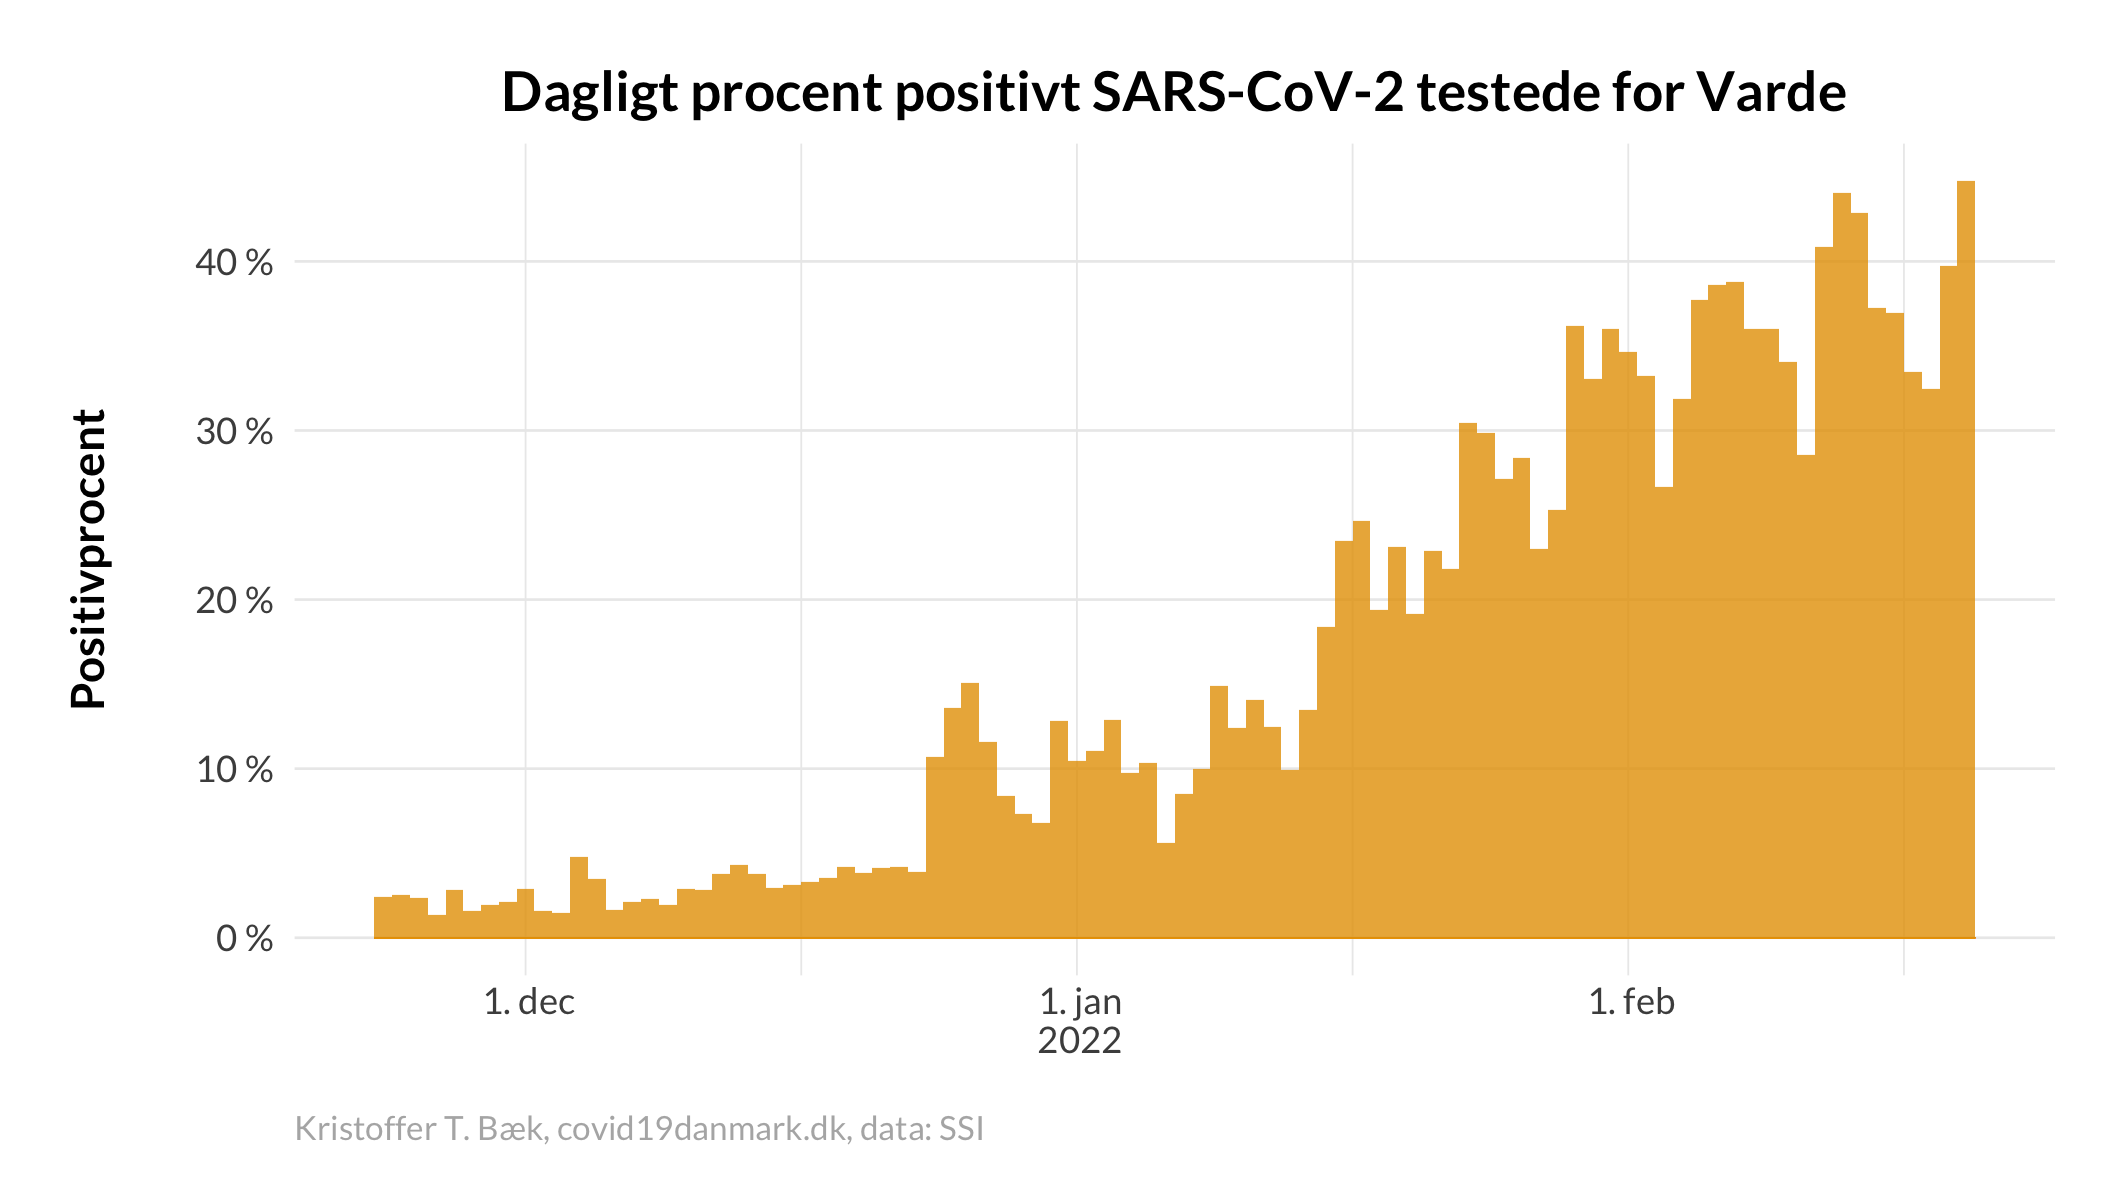 Dagligt procent positivt SARS-CoV-2 testede for Varde
Positivprocent
40 %
30 %
20 %
10 %
0 %
1. dec
1. jan
2022
1. feb
Kristoffer T. Bæk, covid19danmark.dk, data: SSI